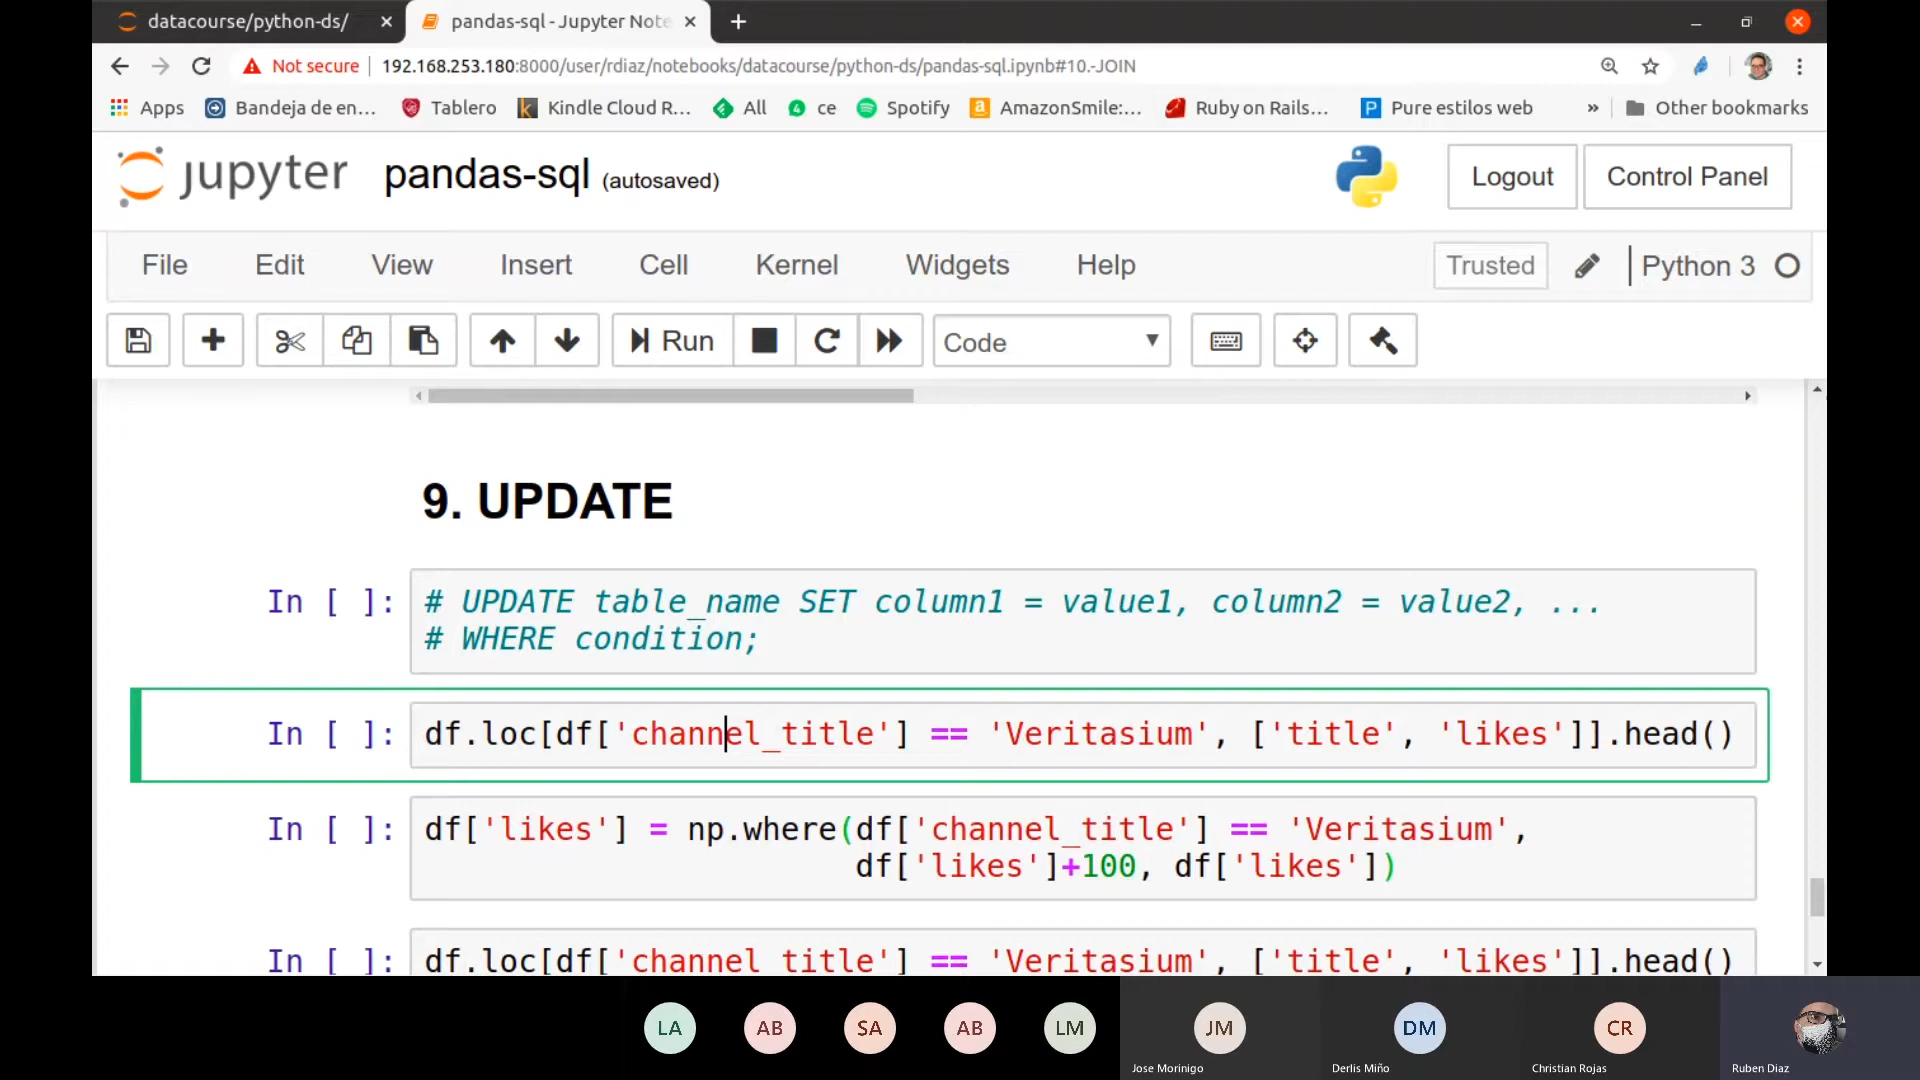 datacourse/python-ds/
pandas-sql - Jupyter Note
Not secure
192.168.253.180:8000/user/rdiaz/notebooks/datacourse/python-ds/pandas-sql.ipynb#10.-JOIN
Apps
Bandeja de en...
Tablero
Kindle Cloud R...
All
ce
Spotify
AmazonSmile:...
Ruby on Rails...
Pure estilos web
»
Other bookmarks
jupyter
pandas-sql (autosaved)
Logout
Control Panel
File
Edit
View
Insert
Cell
Kernel
Widgets
Help
Trusted
Python 3
Run
Code
9. UPDATE
In [ ]:
# UPDATE table_name SET column1 = value1, column2 = value2, ...
# WHERE condition;
In [ ]:
df.loc[df['channel_title'] == 'Veritasium', ['title', 'likes']].head()
In [ ]:
df['likes'] = np.where(df['channel_title'] == 'Veritasium',
df['likes']+100, df['likes'])
In [ ]:
df.loc[df['channel_title'] == 'Veritasium', ['title', 'likes']].head()
LA
AB
SA
AB
LM
JM
DM
CR
Jose Morinigo
Derlis Miño
Christian Rojas
Ruben Diaz